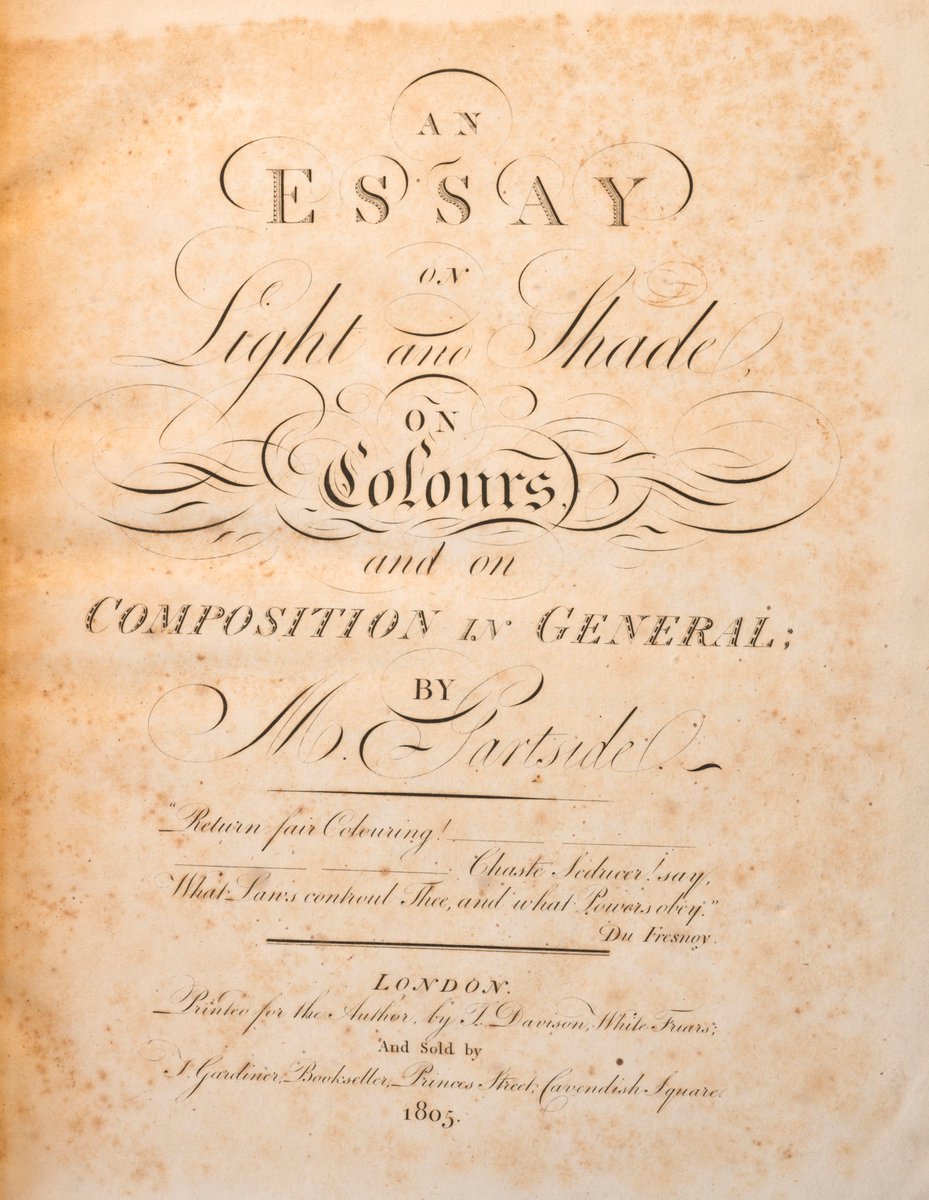 AN
ESSAY
ON
Light and Shade,
ON
Colours,
and on
COMPOSITION IN GENERAL;
BY
M. Gartside.
"Return fair Colouring!
Chaste Seducer! say,
What Laws controul Thee, and what Powers obey."
Du Fresnoy.
LONDON.
Printed for the Author, by T. Davison, White Friars;
And Sold by
T. Gardiner, Bookseller, Princes Street, Cavendish Square.
1805.